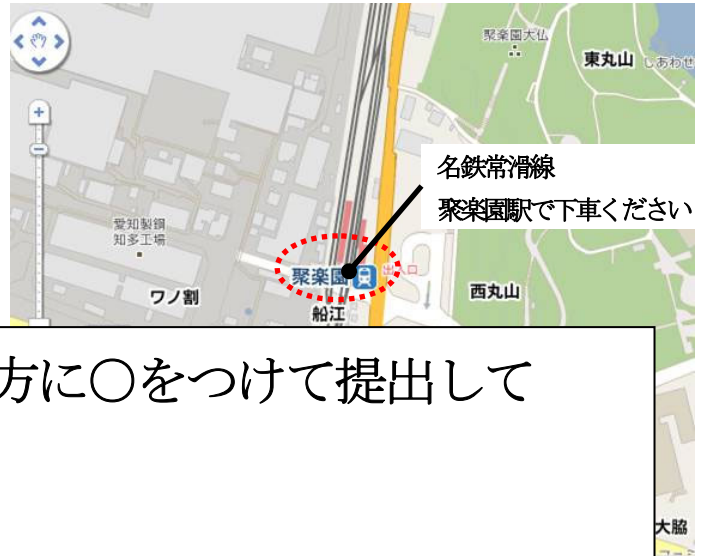 聚楽園大仏
東丸山
しあわせ
名鉄常滑線
聚楽園駅で下車ください
愛知製鋼
知多工場
聚楽園
出入口
ワノ割
西丸山
船江
方に○をつけて提出して
大脇